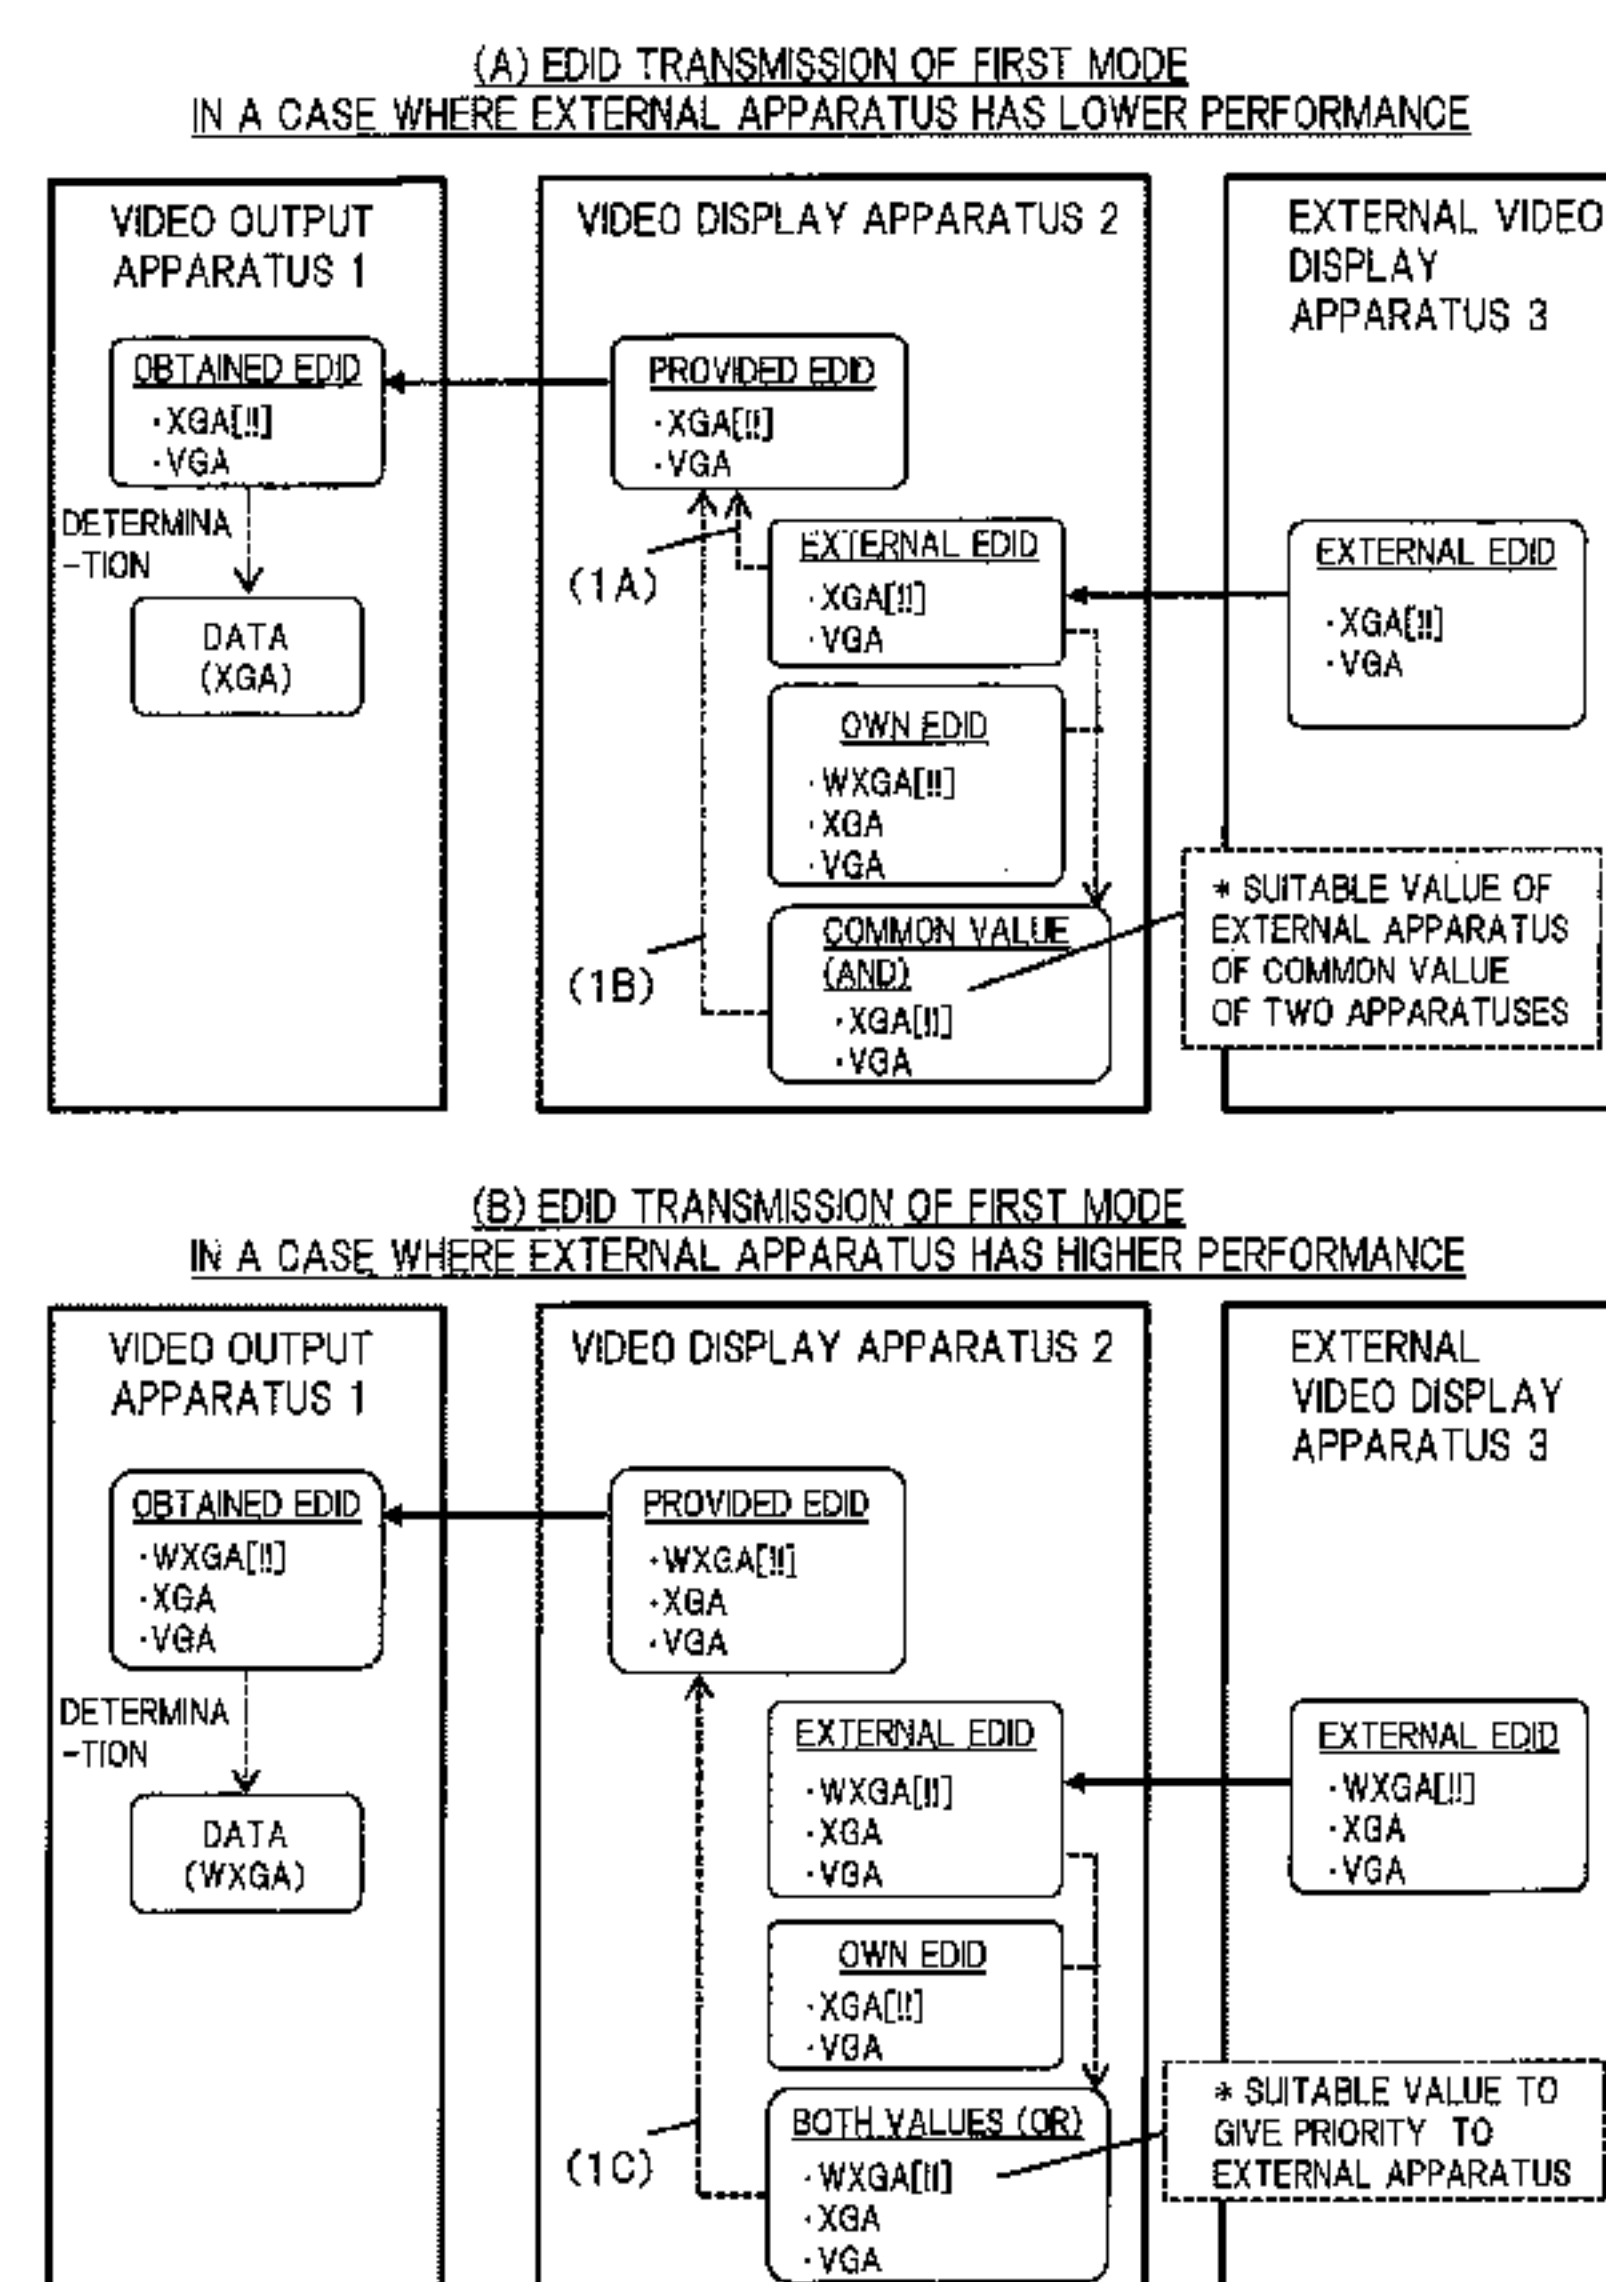 (A) EDID TRANSMISSION OF FIRST MODE
IN A CASE WHERE EXTERNAL APPARATUS HAS LOWER PERFORMANCE
VIDEO OUTPUT
APPARATUS 1
OBTAINED EDID
・XGA[!!]
・VGA
DETERMINA
-TION
DATA
(XGA)
VIDEO DISPLAY APPARATUS 2
PROVIDED EDID
・XGA[!!]
・VGA
(1A)
EXTERNAL EDID
・XGA[!!]
・VGA
OWN EDID
・WXGA[!!]
・XGA
・VGA
(1B)
COMMON VALUE
(AND)
・XGA[!!]
・VGA
EXTERNAL VIDEO
DISPLAY
APPARATUS 3
EXTERNAL EDID
・XGA[!!]
・VGA
* SUITABLE VALUE OF
EXTERNAL APPARATUS
OF COMMON VALUE
OF TWO APPARATUSES
(B) EDID TRANSMISSION OF FIRST MODE
IN A CASE WHERE EXTERNAL APPARATUS HAS HIGHER PERFORMANCE
VIDEO OUTPUT
APPARATUS 1
OBTAINED EDID
・WXGA[!!]
・XGA
・VGA
DETERMINA
-TION
DATA
(WXGA)
VIDEO DISPLAY APPARATUS 2
PROVIDED EDID
・WXGA[!!]
・XGA
・VGA
EXTERNAL EDID
・WXGA[!!]
・XGA
・VGA
OWN EDID
・XGA[!!]
・VGA
(1C)
BOTH VALUES (OR)
・WXGA[!!]
・XGA
・VGA
EXTERNAL
VIDEO DISPLAY
APPARATUS 3
EXTERNAL EDID
・WXGA[!!]
・XGA
・VGA
* SUITABLE VALUE TO
GIVE PRIORITY TO
EXTERNAL APPARATUS